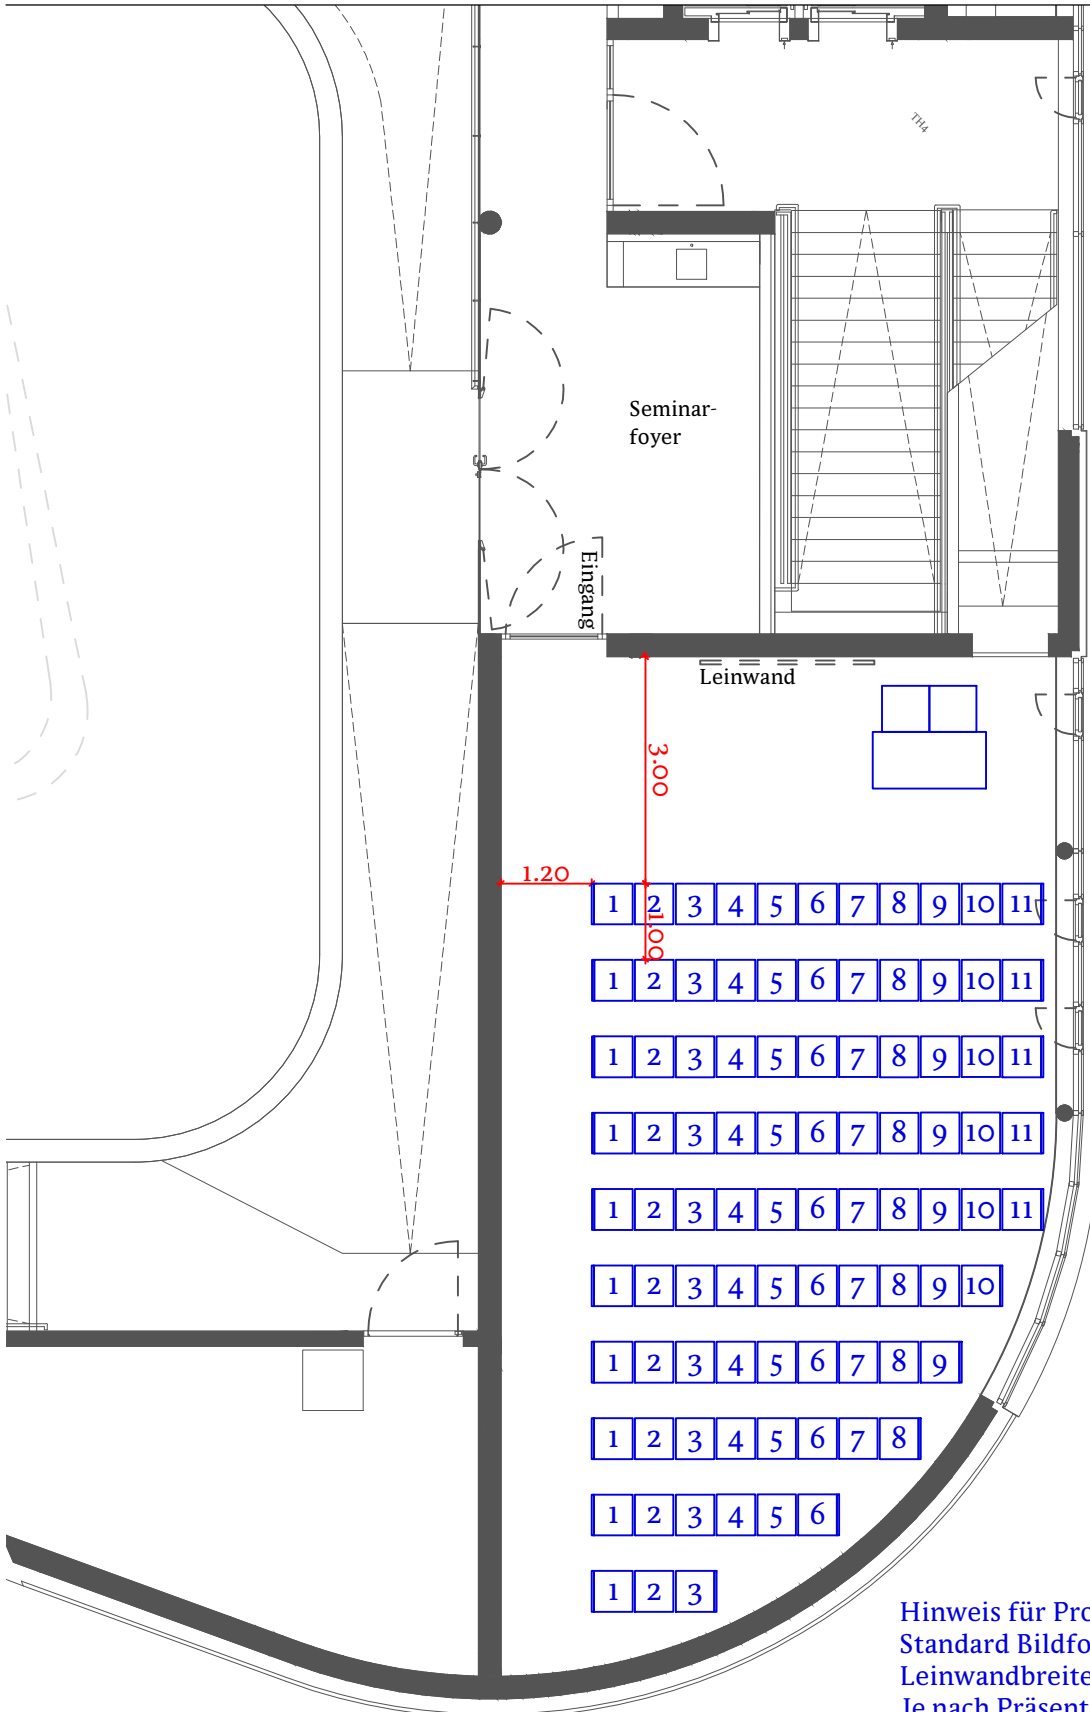 TH4
Seminar-
foyer
Eingang
Leinwand
3.00
1.20
1 2 3 4 5 6 7 8 9 10 11
1.00
1 2 3 4 5 6 7 8 9 10 11
1 2 3 4 5 6 7 8 9 10 11
1 2 3 4 5 6 7 8 9 10 11
1 2 3 4 5 6 7 8 9 10 11
1 2 3 4 5 6 7 8 9 10
1 2 3 4 5 6 7 8 9
1 2 3 4 5 6 7 8
1 2 3 4 5 6
1 2 3
Hinweis für Pro
Standard Bildfo
Leinwandbreite
Je nach Präsent